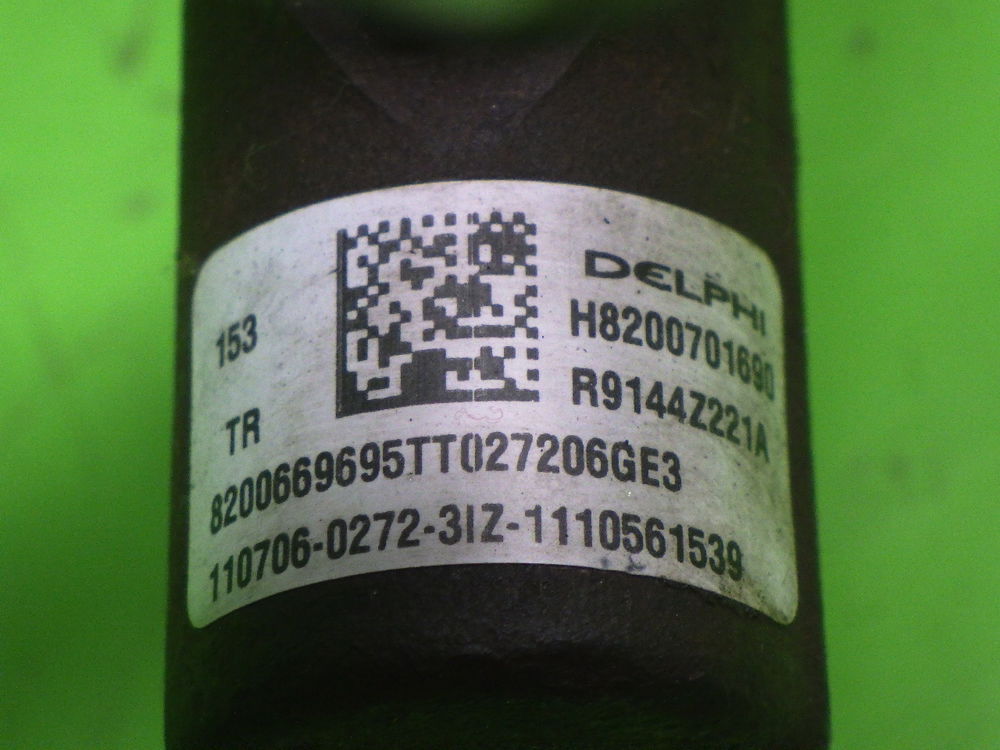 DELPHI
153
H8200701690
R9144Z221A
TR
8200669695TT027206GE3
110706-0272-3IZ-1110561539